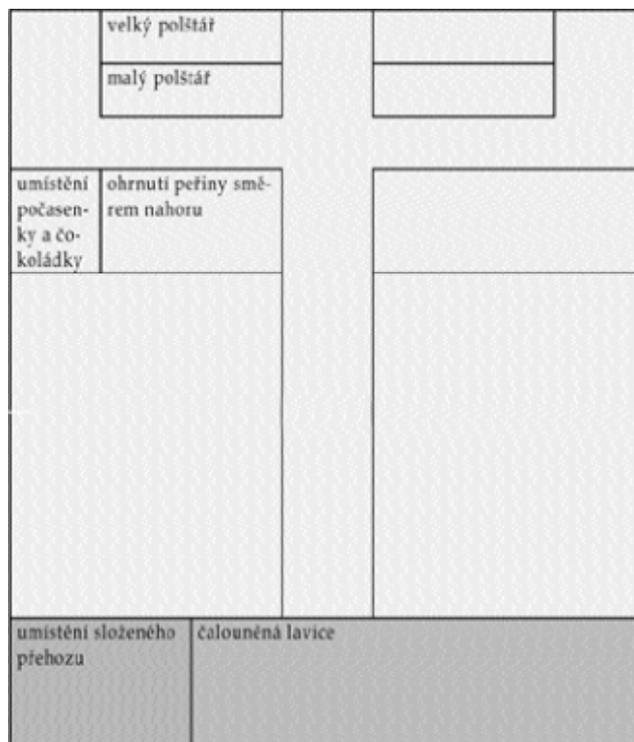 velký polštář
malý polštář
umístění
počasen-
ky a čo-
koládky
ohrnutí peřiny smě-
rem nahoru
umístění složeného
přehozu
čalouněná lavice